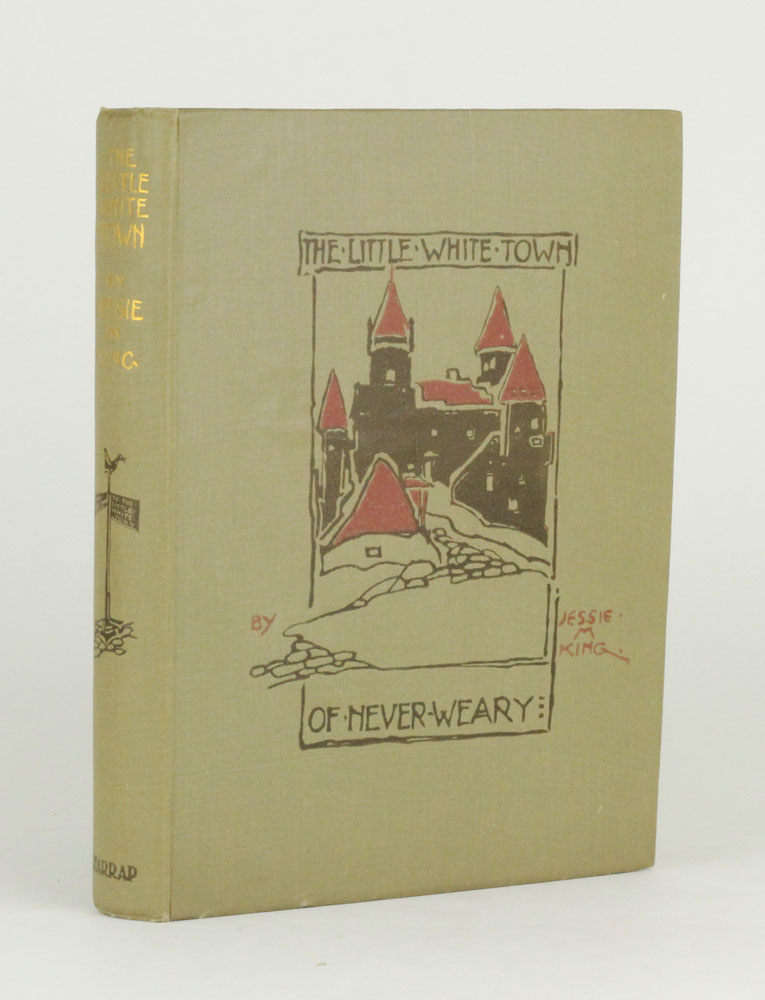 THE
LITTLE
WHITE
TOWN
BY
JESSIE
M
KING
HARRAP
THE·LITTLE·WHITE·TOWN
BY
JESSIE·
M
KING.
OF·NEVER-WEARY